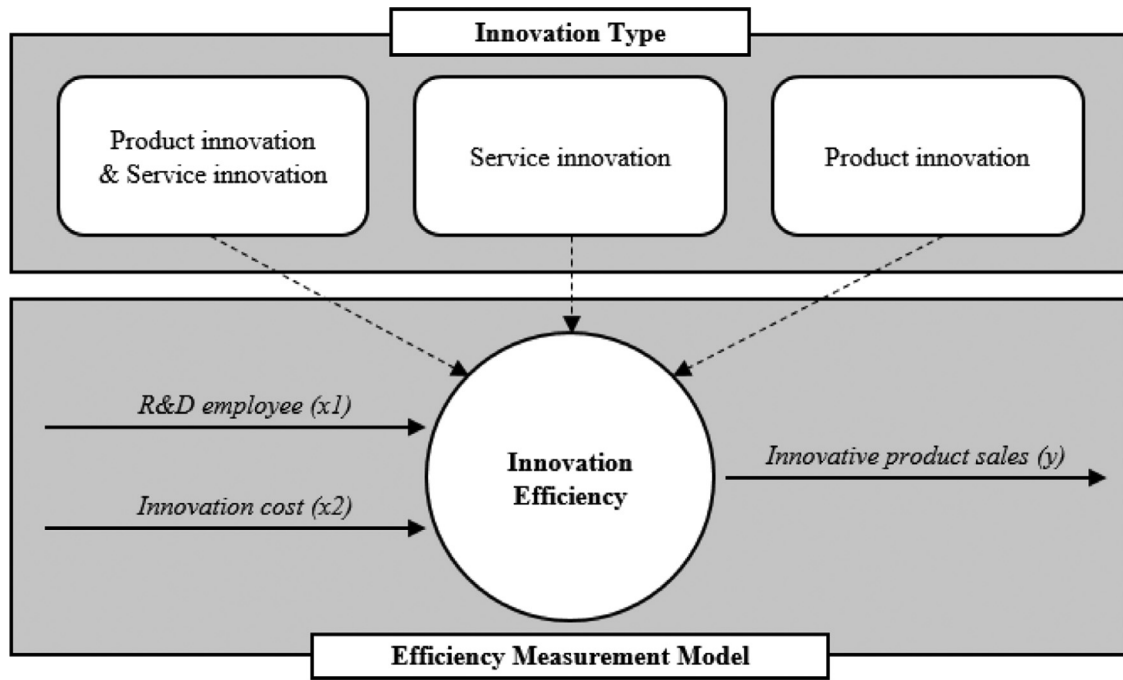 Innovation Type
Product innovation
& Service innovation
Service innovation
Product innovation
R&D employee (x1)
Innovation cost (x2)
Innovation
Efficiency
Innovative product sales (y)
Efficiency Measurement Model